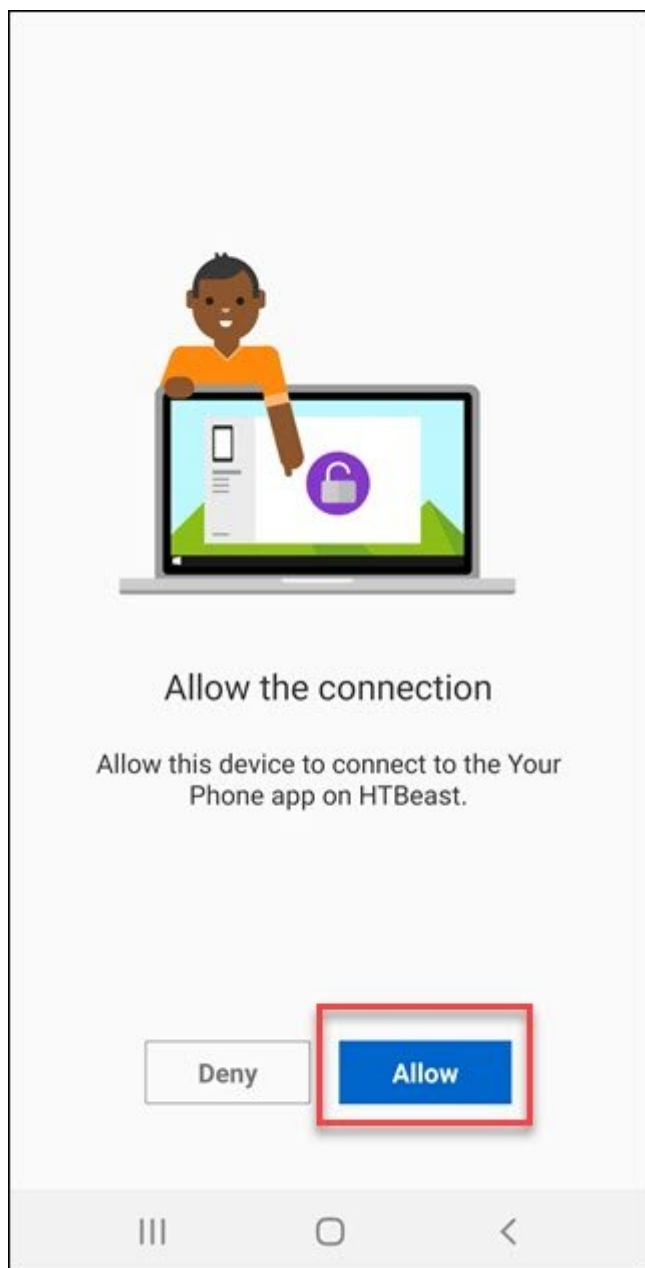 Allow the connection
Allow this device to connect to the Your
Phone app on HTBeast.
Deny
Allow